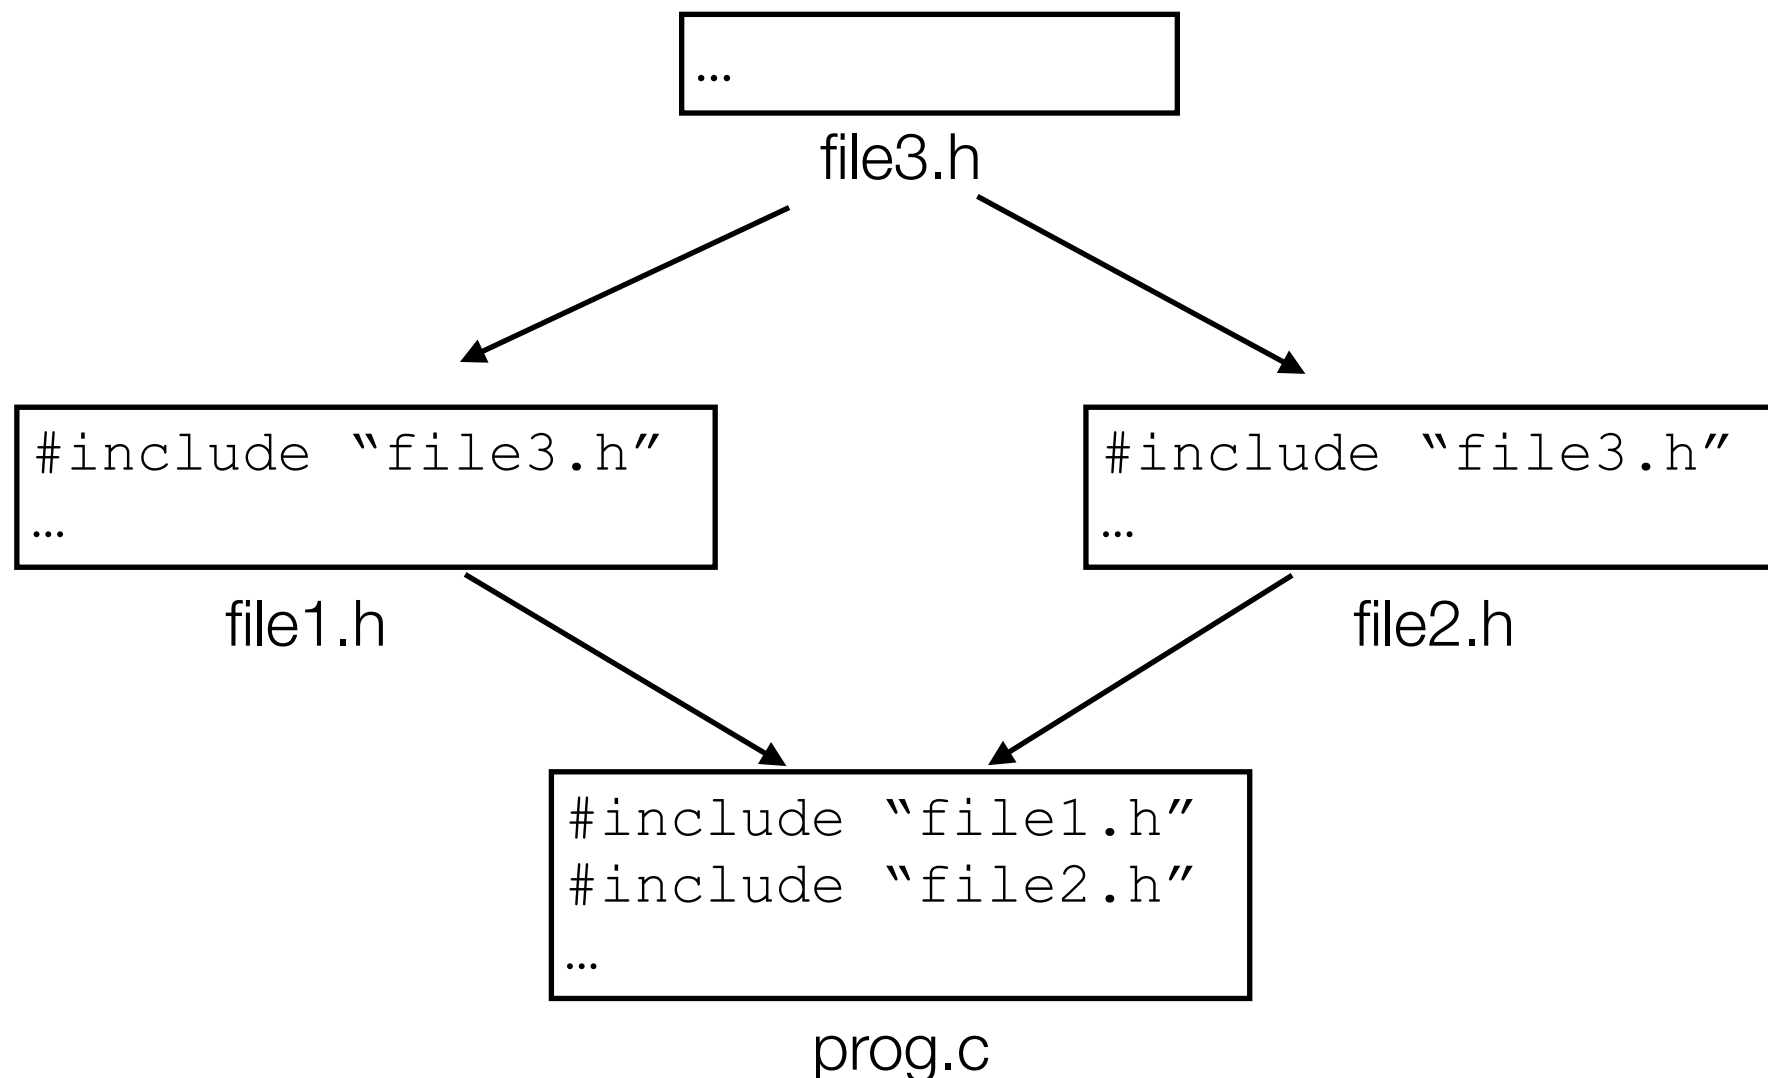 …
file3.h
#include “file3.h”
…
file1.h
#include “file3.h”
…
file2.h
#include “file1.h”
#include “file2.h”
…
prog.c